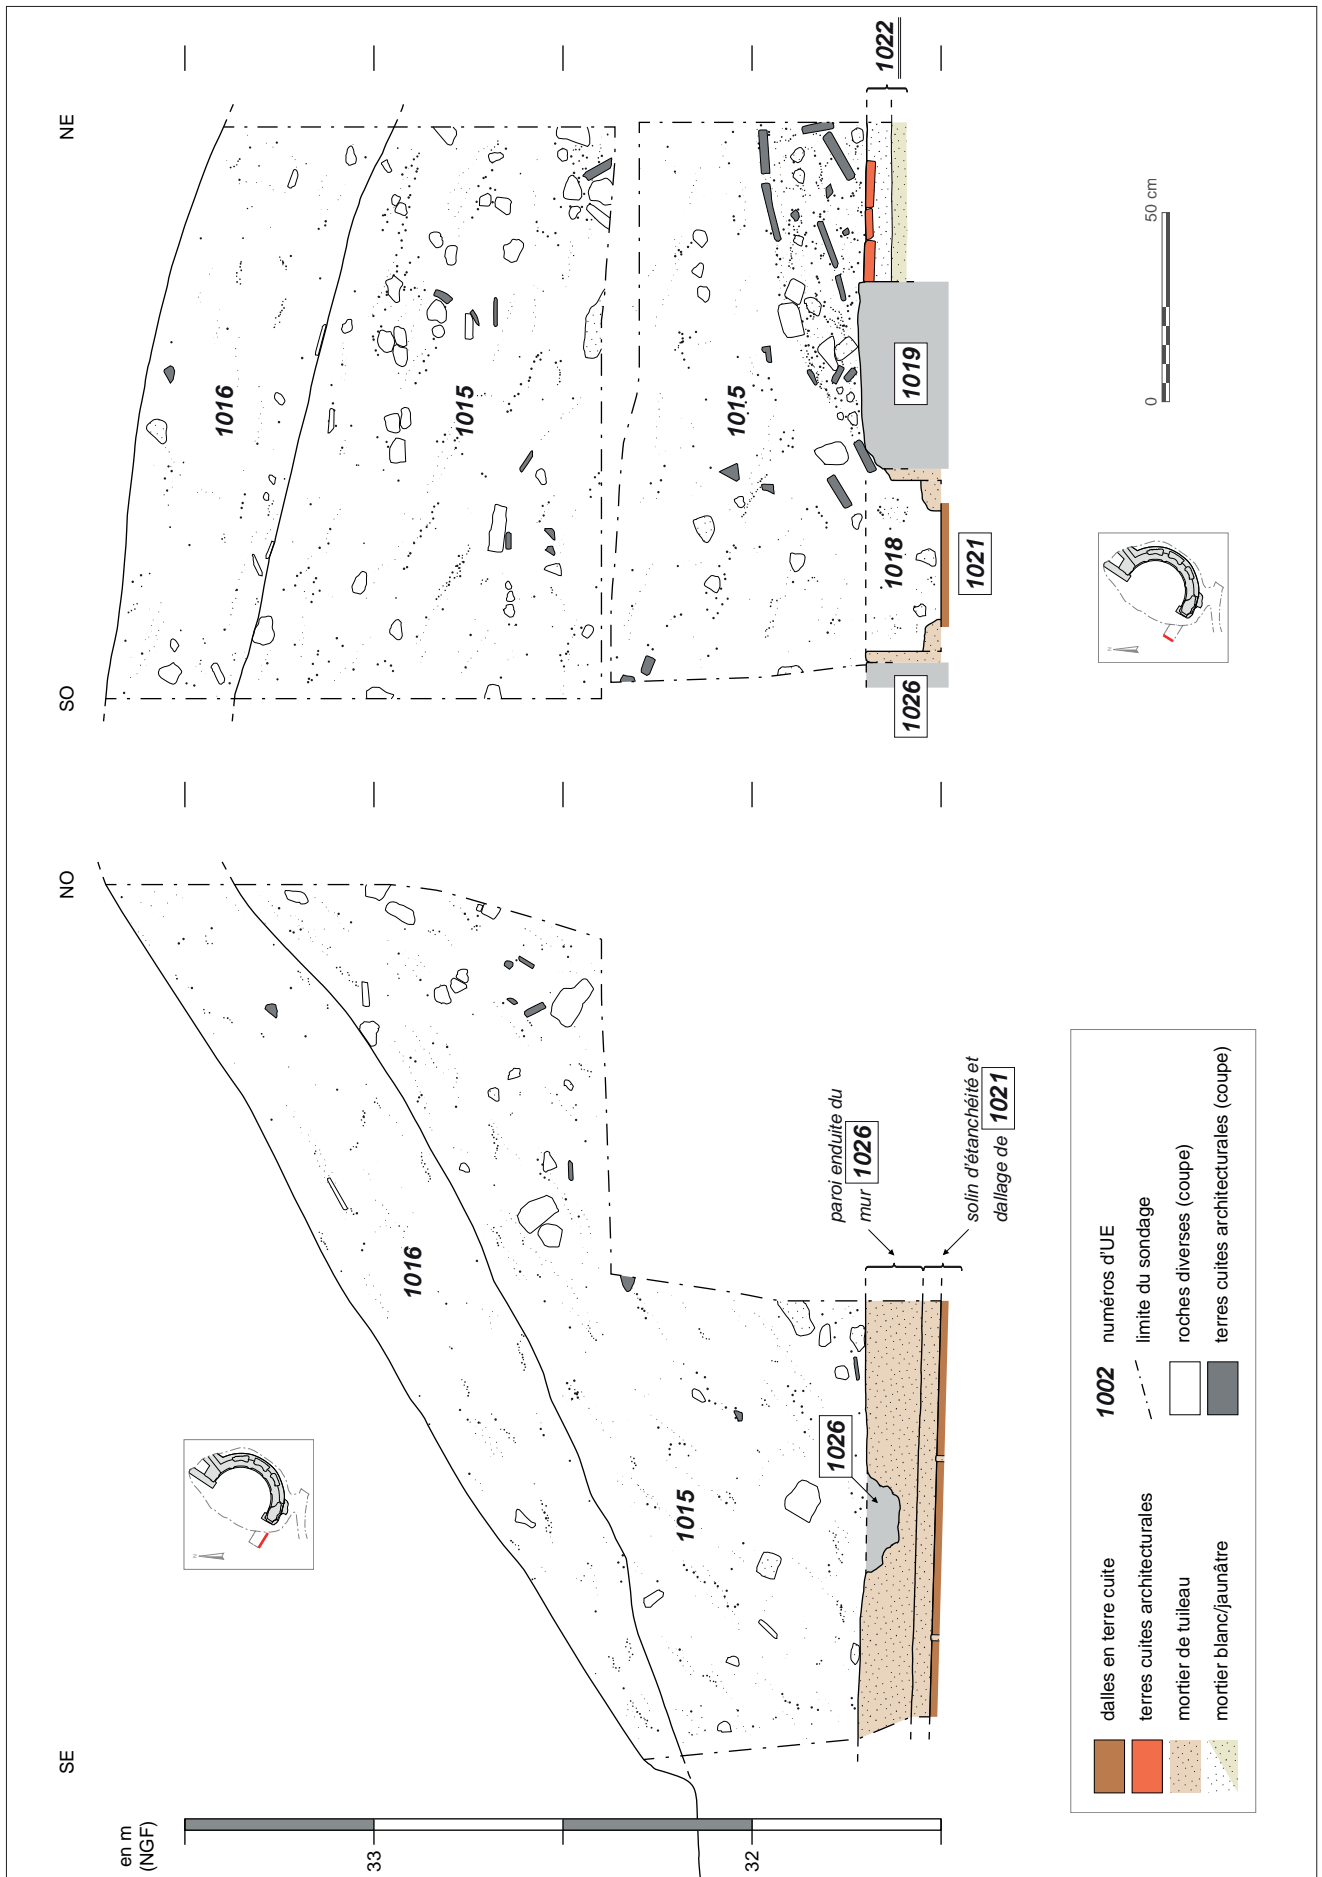 en m
(NGF)
33
32
SE
NO
1016
1015
1026
paroi enduite du
mur 1026
solin d'étanchéité et
dallage de 1021
N
SO
NE
1016
1015
1015
1018
1019
1021
1022
1026
0
50 cm
N
dalles en terre cuite
terres cuites architecturales
mortier de tuileau
mortier blanc/jaunâtre
1002 numéros d'UE
limite du sondage
roches diverses (coupe)
terres cuites architecturales (coupe)